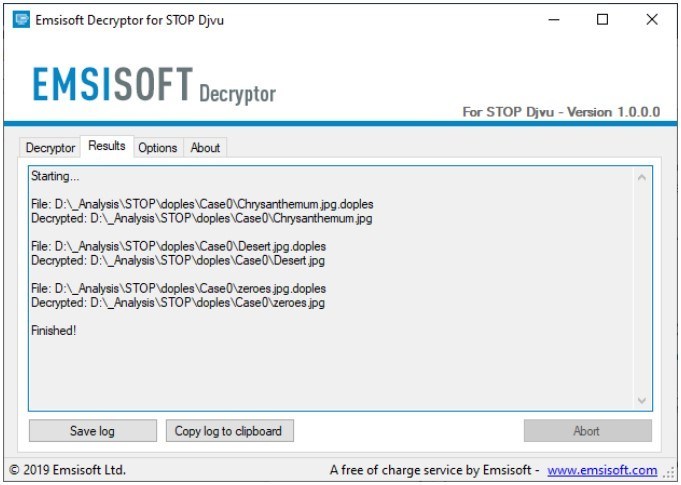 Emsisoft Decryptor for STOP Djvu
EMSISOFT Decryptor
For STOP Djvu - Version 1.0.0.0
Decryptor Results Options About
Starting...
File: D:\_Analysis\STOP\doples\Case0\Chrysanthemum.jpg.doples
Decrypted: D:\_Analysis\STOP\doples\Case0\Chrysanthemum.jpg
File: D:\_Analysis\STOP\doples\Case0\Desert.jpg.doples
Decrypted: D:\_Analysis\STOP\doples\Case0\Desert.jpg
File: D:\_Analysis\STOP\doples\Case0\zeroes.jpg.doples
Decrypted: D:\_Analysis\STOP\doples\Case0\zeroes.jpg
Finished!
Save log Copy log to clipboard Abort
© 2019 Emsisoft Ltd. A free of charge service by Emsisoft - www.emsisoft.com